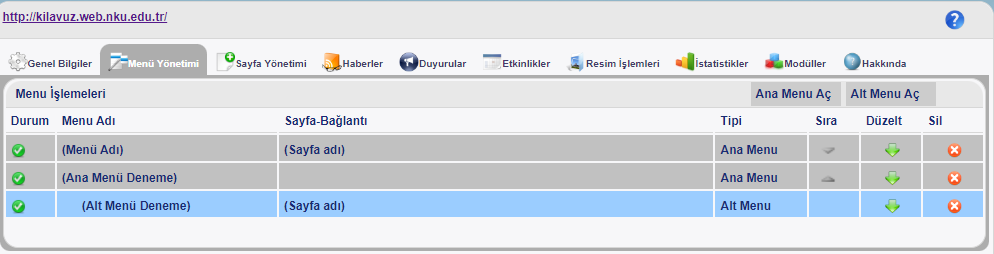 http://kilavuz.web.nku.edu.tr/
Genel Bilgiler Menü Yönetimi Sayfa Yönetimi Haberler Duyurular Etkinlikler Resim İşlemleri İstatistikler Modüller Hakkında
Menu İşlemeleri Ana Menu Aç Alt Menu Aç
Durum Menu Adı Sayfa-Bağlantı Tipi Sıra Düzelt Sil
(Menü Adı) (Sayfa adı) Ana Menu
(Ana Menü Deneme) Ana Menu
(Alt Menü Deneme) (Sayfa adı) Alt Menu